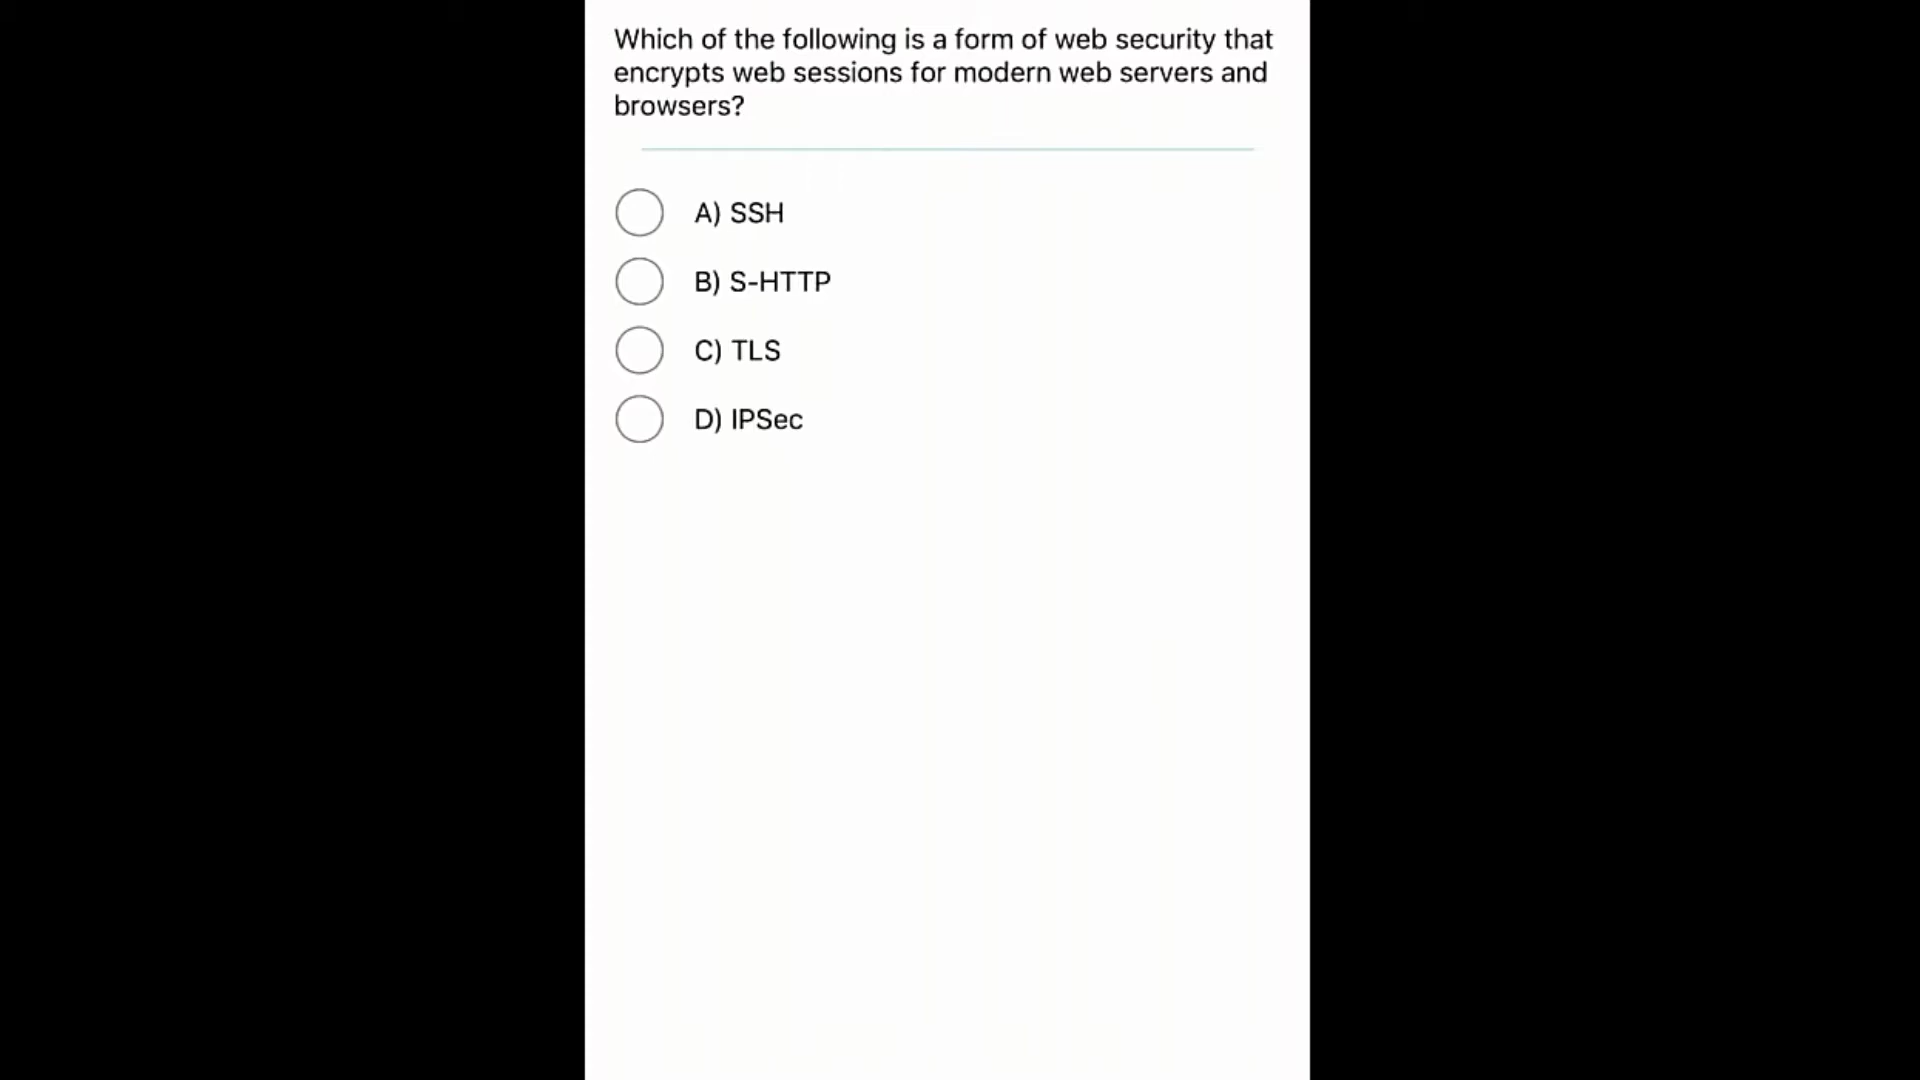 Which of the following is a form of web security that
encrypts web sessions for modern web servers and
browsers?
A) SSH
B) S-HTTP
C) TLS
D) IPSec